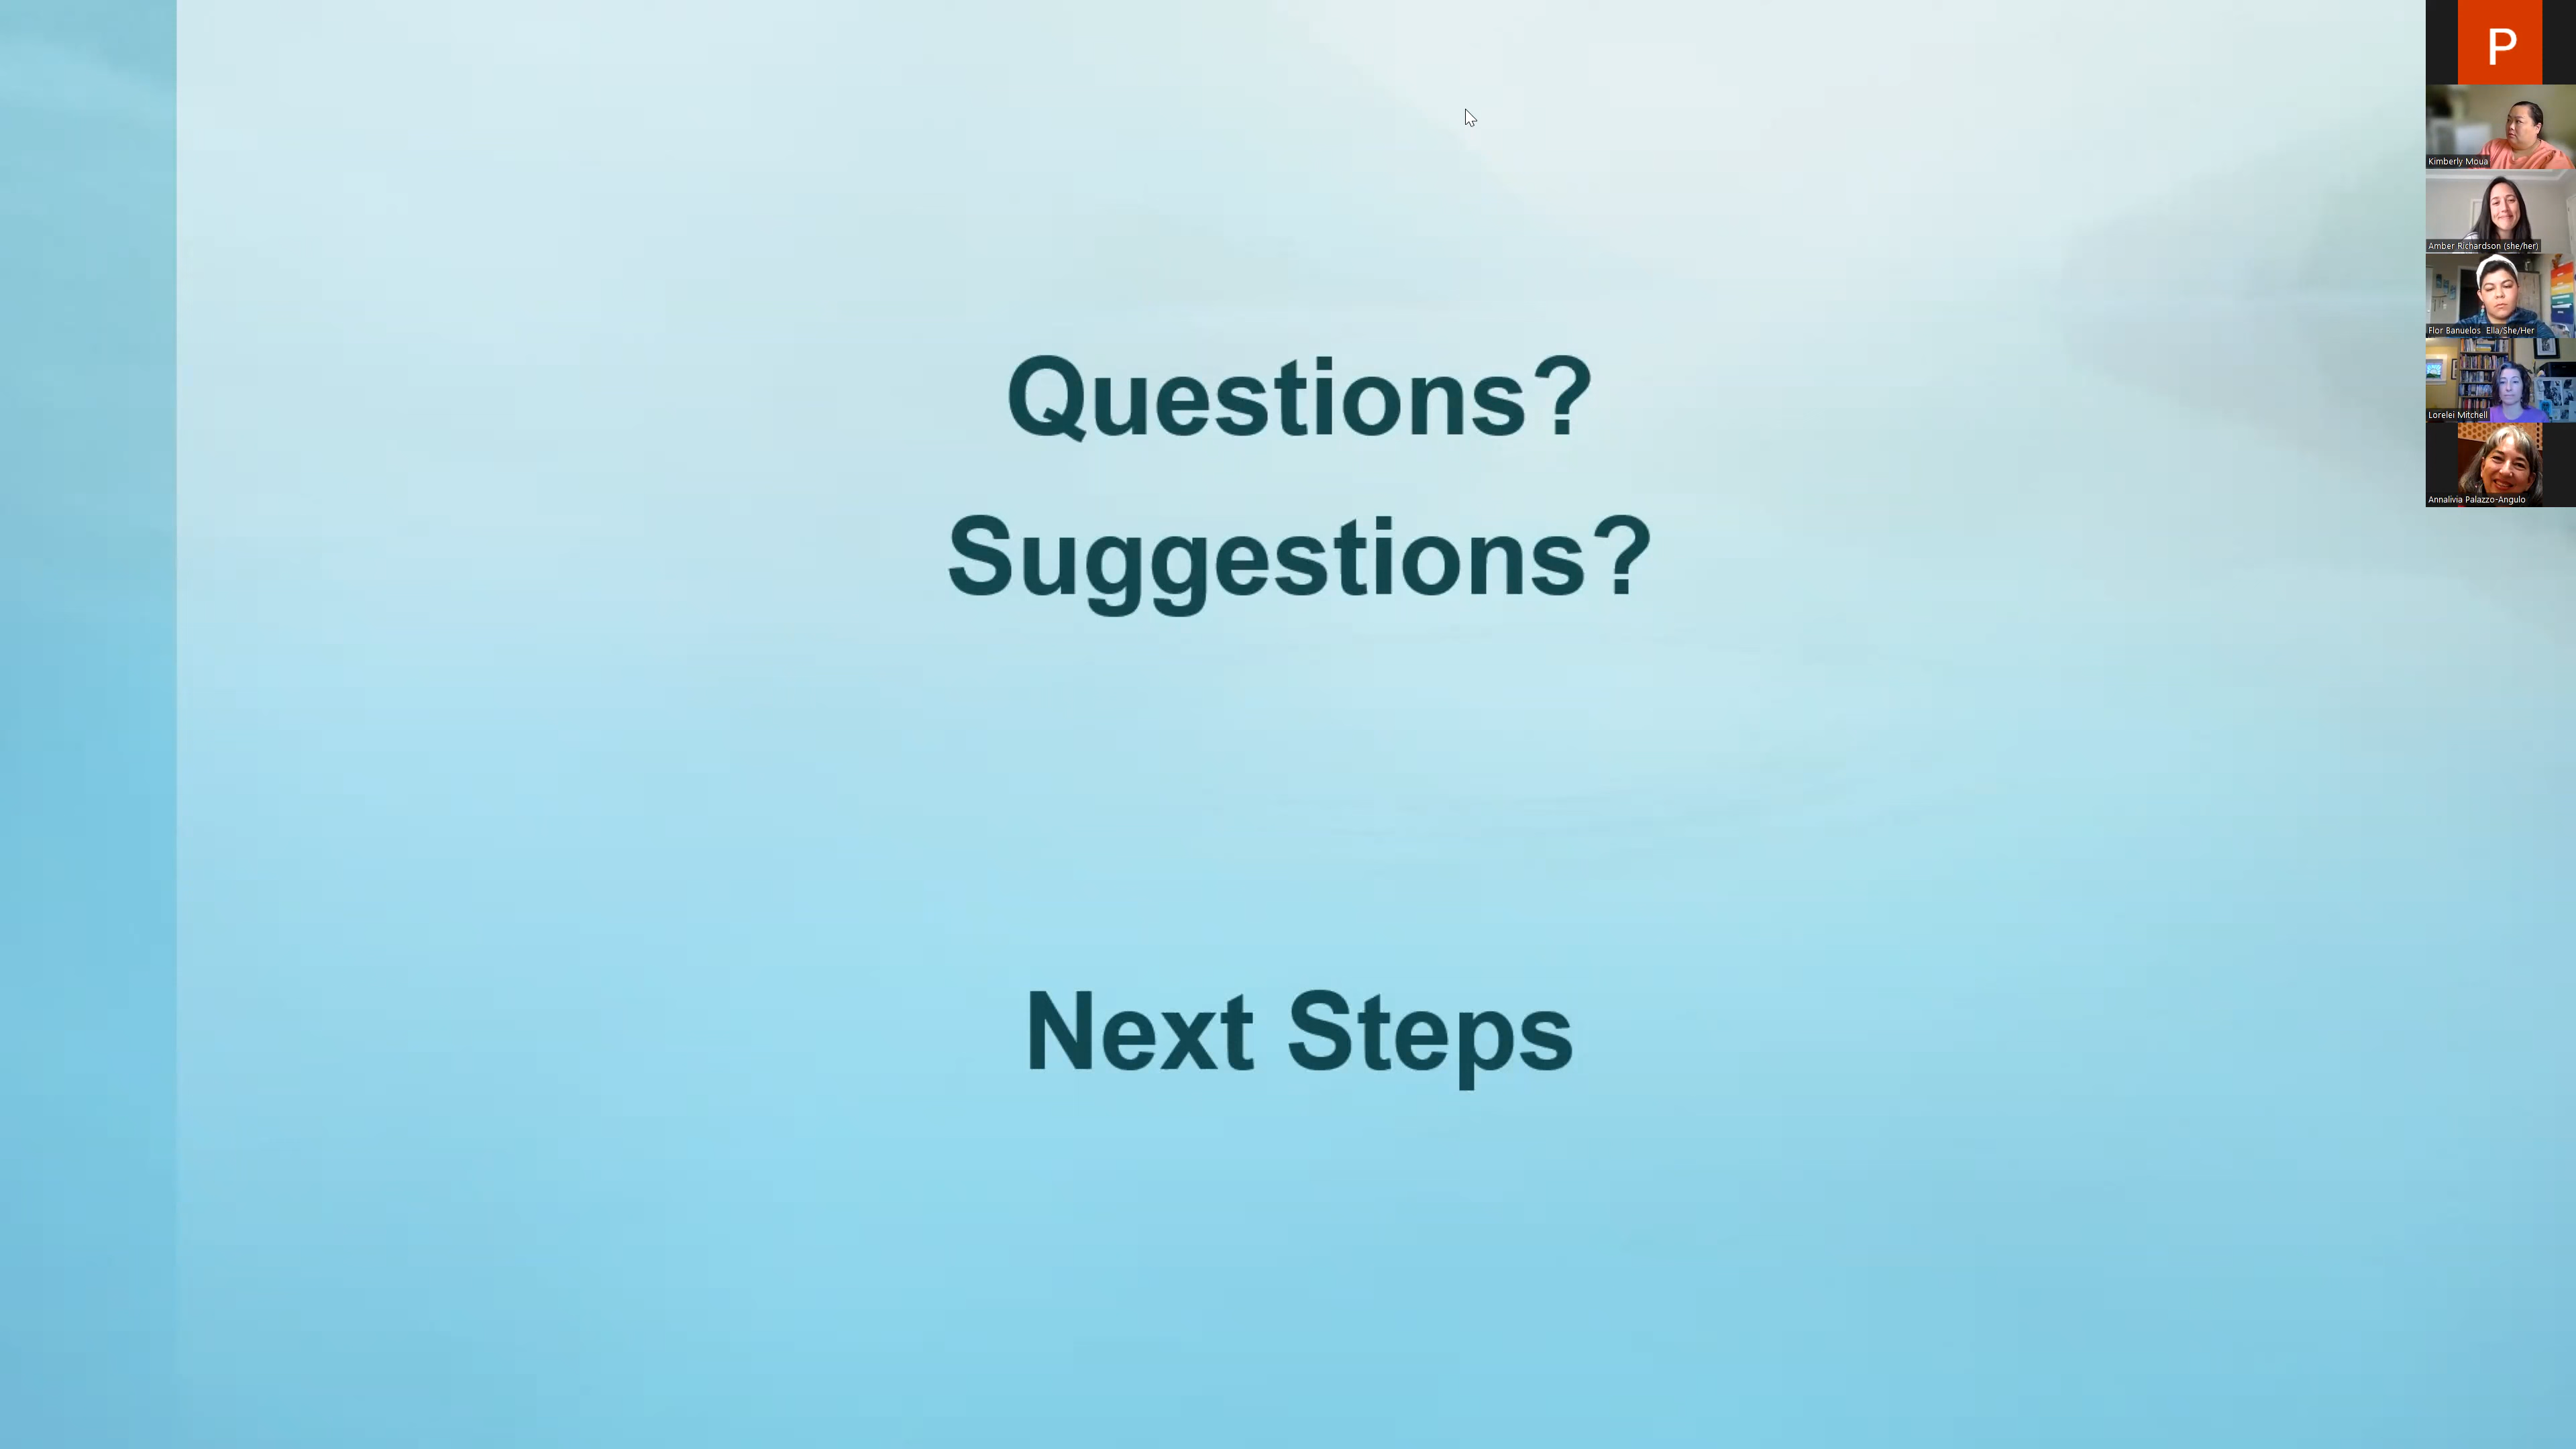 Questions?
Suggestions?
Next Steps
P
Kimberly Moua
Amber Richardson (she/her)
Flor Banuelos Ella/She/Her
Lorelei Mitchell
Annalivia Palazzo-Angulo